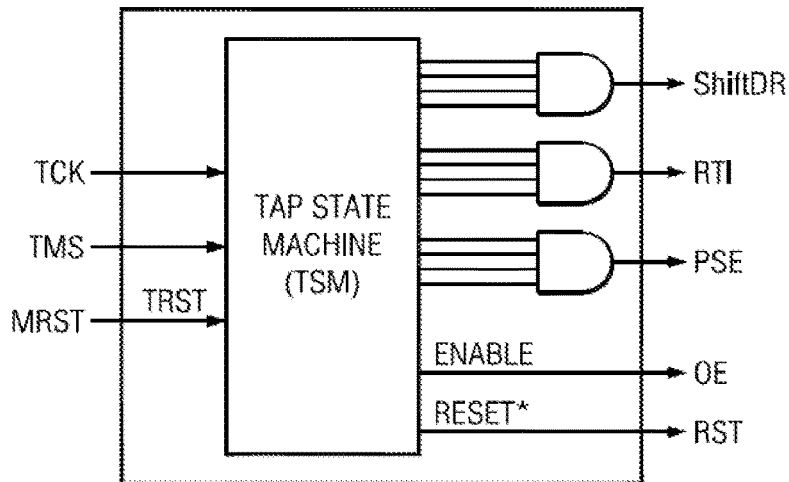 ShiftDR
TCK
RTI
TAP STATE
MACHINE
(TSM)
TMS
PSE
TRST
MRST
ENABLE
OE
RESET*
RST